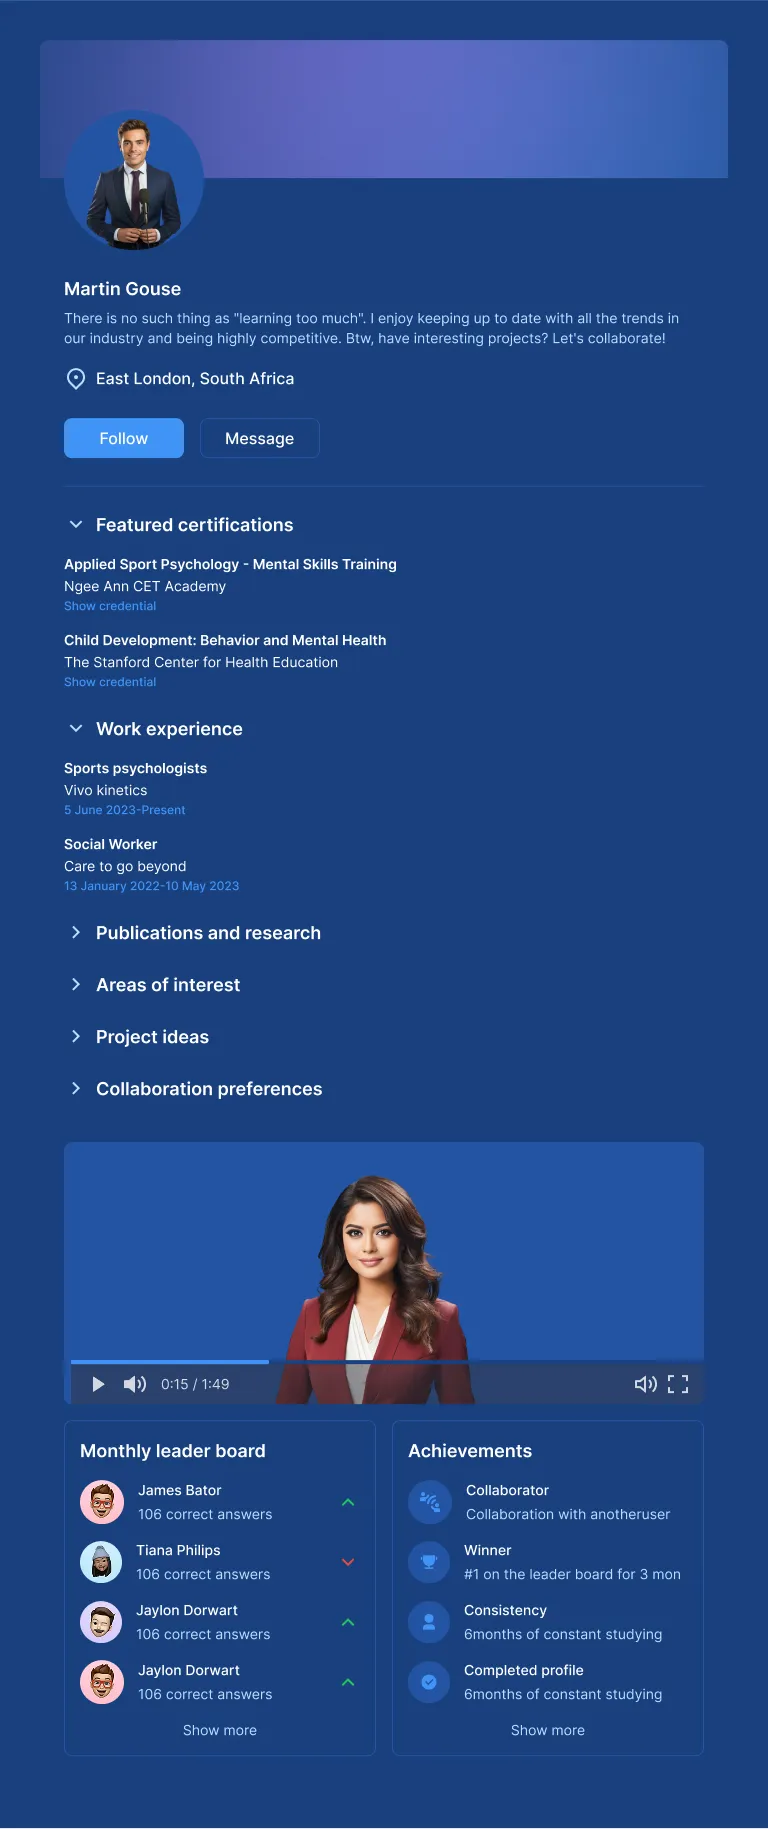 Martin Gouse
There is no such thing as "learning too much". I enjoy keeping up to date with all the trends in
our industry and being highly competitive. Btw, have interesting projects? Let's collaborate!
East London, South Africa
Follow
Message
Featured certifications
Applied Sport Psychology - Mental Skills Training
Ngee Ann CET Academy
Show credential
Child Development: Behavior and Mental Health
The Stanford Center for Health Education
Show credential
Work experience
Sports psychologists
Vivo kinetics
5 June 2023-Present
Social Worker
Care to go beyond
13 January 2022-10 May 2023
Publications and research
Areas of interest
Project ideas
Collaboration preferences
0:15 / 1:49
Monthly leader board
James Bator
106 correct answers
Tiana Philips
106 correct answers
Jaylon Dorwart
106 correct answers
Jaylon Dorwart
106 correct answers
Show more
Achievements
Collaborator
Collaboration with anotheruser
Winner
#1 on the leader board for 3 mon
Consistency
6months of constant studying
Completed profile
6months of constant studying
Show more